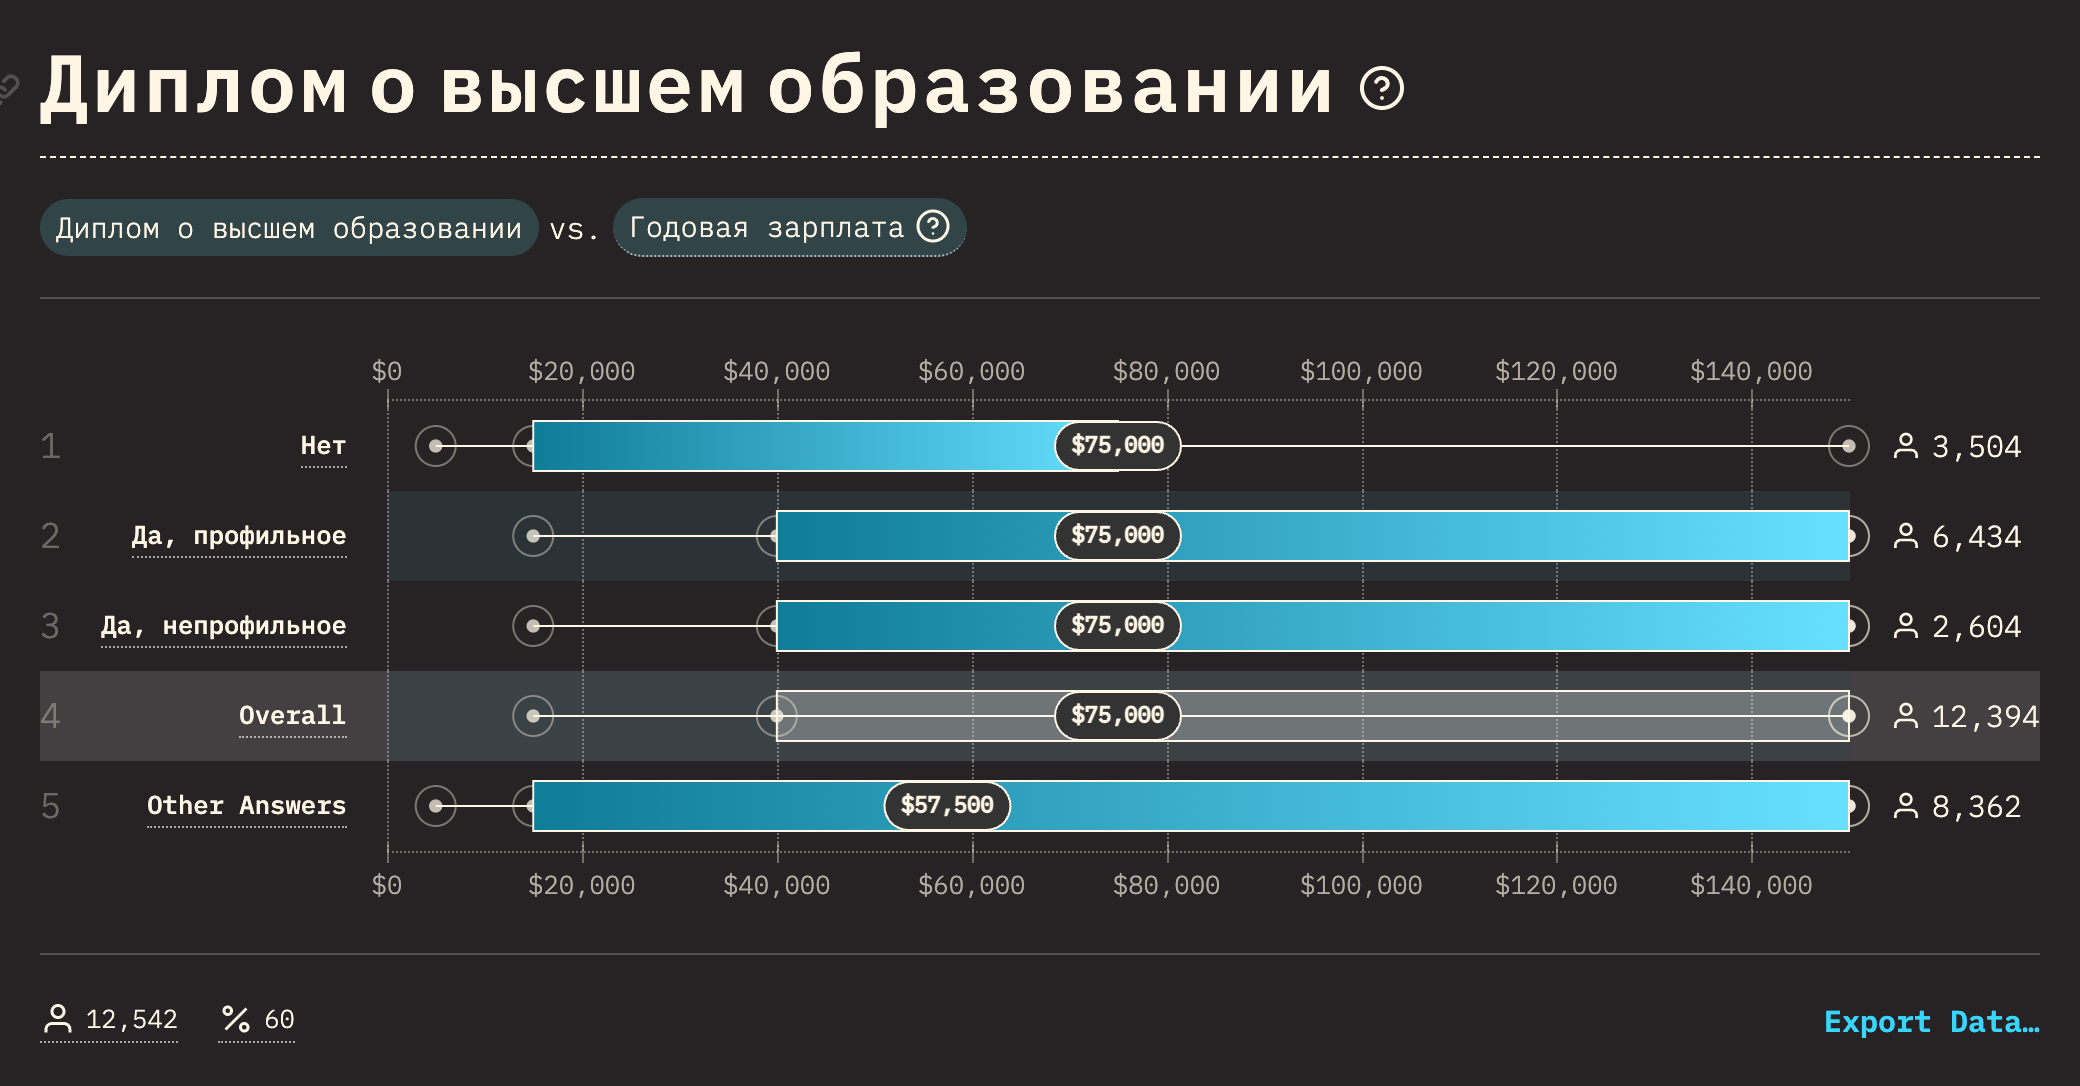 Диплом о высшем образовании
Диплом о высшем образовании vs. Годовая зарплата
$0 $20,000 $40,000 $60,000 $80,000 $100,000 $120,000 $140,000
1 Нет $75,000 3,504
2 Да, профильное $75,000 6,434
3 Да, непрофильное $75,000 2,604
4 Overall $75,000 12,394
5 Other Answers $57,500 8,362
$0 $20,000 $40,000 $60,000 $80,000 $100,000 $120,000 $140,000
12,542 % 60 Export Data…